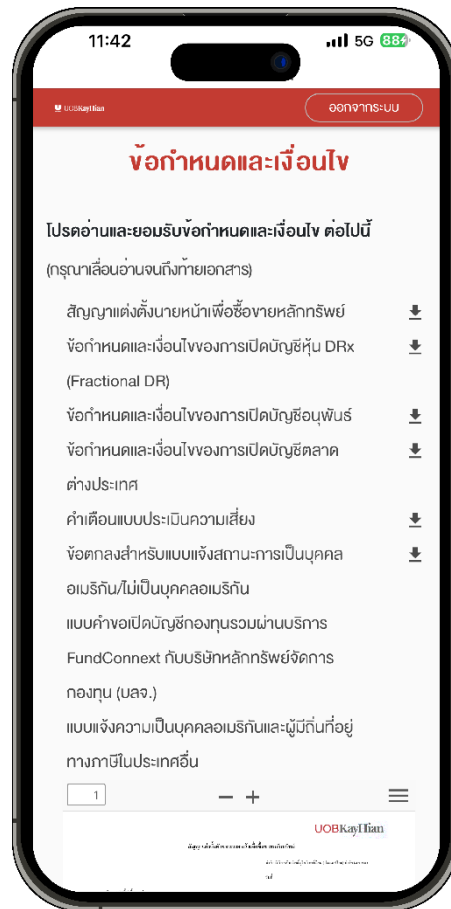 11:42
5G 88
UOBKayHian
ออกจากระบบ
ข้อกำหนดและเงื่อนไข
โปรดอ่านและยอมรับข้อกำหนดและเงื่อนไข ต่อไปนี้
(กรุณาเลื่อนอ่านจนถึงท้ายเอกสาร)
สัญญาแต่งตั้งนายหน้าเพื่อซื้อขายหลักทรัพย์
ข้อกำหนดและเงื่อนไขของการเปิดบัญชีหุ้น DRx
(Fractional DR)
ข้อกำหนดและเงื่อนไขของการเปิดบัญชีอนุพันธ์
ข้อกำหนดและเงื่อนไขของการเปิดบัญชีตลาด
ต่างประเทศ
คำเตือนแบบประเมินความเสี่ยง
ข้อตกลงสำหรับแบบแจ้งสถานะการเป็นบุคคล
อเมริกัน/ไม่เป็นบุคคลอเมริกัน
แบบคำขอเปิดบัญชีกองทุนรวมผ่านบริการ
FundConnext กับบริษัทหลักทรัพย์จัดการ
กองทุน (บลจ.)
แบบแจ้งความเป็นบุคคลอเมริกันและผู้มีถิ่นที่อยู่
ทางภาษีในประเทศอื่น
1
UOBKayHian